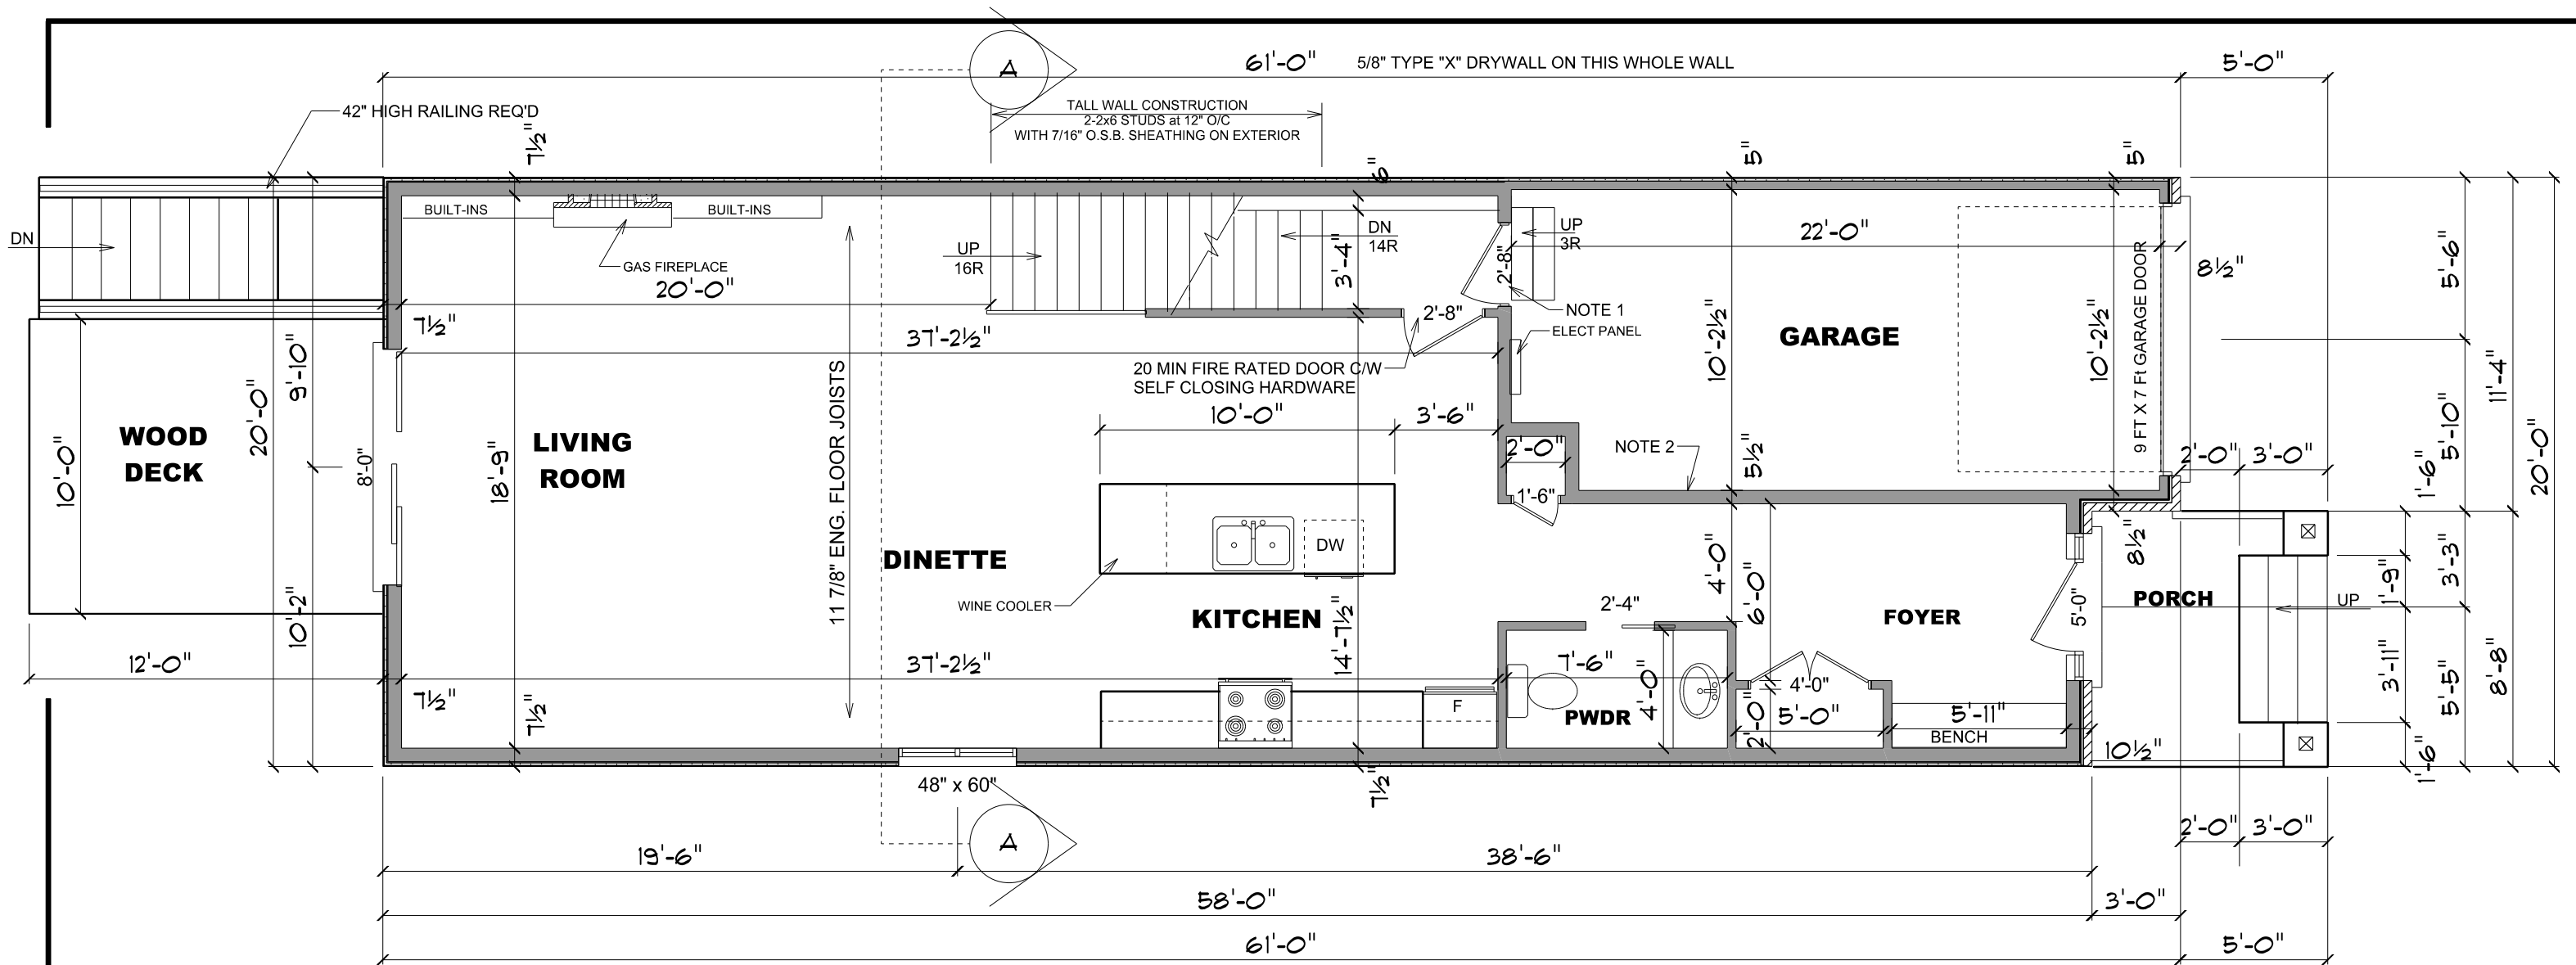 61'-0"
5/8" TYPE "X" DRYWALL ON THIS WHOLE WALL
5'-0"
A
TALL WALL CONSTRUCTION
2-2x6 STUDS at 12" O/C
WITH 7/16" O.S.B. SHEATHING ON EXTERIOR
42" HIGH RAILING REQ'D
7½"
6"
5"
5"
BUILT-INS
BUILT-INS
GAS FIREPLACE
DN
UP
16R
DN
14R
3'-4"
2'-8"
UP
3R
22'-0"
8½"
5'-6"
20'-0"
7½"
37'-2½"
2'-8"
NOTE 1
ELECT PANEL
GARAGE
10'-2½"
10'-2½"
9 FT X 7 Ft GARAGE DOOR
11'-4"
20 MIN FIRE RATED DOOR C/W
SELF CLOSING HARDWARE
11 7/8" ENG. FLOOR JOISTS
9'-10"
20'-0"
10'-0"
WOOD
DECK
8'-0"
18'-9"
LIVING
ROOM
10'-0"
3'-6"
2'-0"
NOTE 2
5½"
1'-6"
2'-0"
3'-0"
5'-10"
1'-6"
20'-0"
DW
DINETTE
WINE COOLER
KITCHEN
14'-7½"
2'-4"
4'-0"
6'-0"
FOYER
5'-0"
8½"
PORCH
UP
1'-9"
3'-3"
10'-2"
12'-0"
7½"
7½"
37'-2½"
F
7'-6"
4'-0"
PWDR
4'-0"
2'-0"
5'-0"
5'-11"
BENCH
10½"
3'-11"
5'-5"
8'-8"
1'-6"
48" x 60"
7½"
A
19'-6"
38'-6"
2'-0"
3'-0"
58'-0"
3'-0"
61'-0"
5'-0"